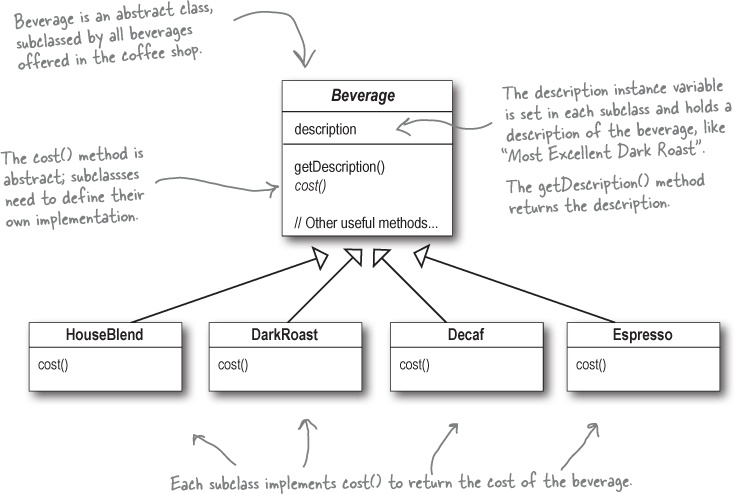 Beverage is an abstract class,
subclassed by all beverages
offered in the coffee shop.
Beverage
description
getDescription()
cost()
// Other useful methods...
The description instance variable
is set in each subclass and holds a
description of the beverage, like
“Most Excellent Dark Roast”.
The getDescription() method
returns the description.
The cost() method is
abstract; subclassses
need to define their
own implementation.
HouseBlend
cost()
DarkRoast
cost()
Decaf
cost()
Espresso
cost()
Each subclass implements cost() to return the cost of the beverage.